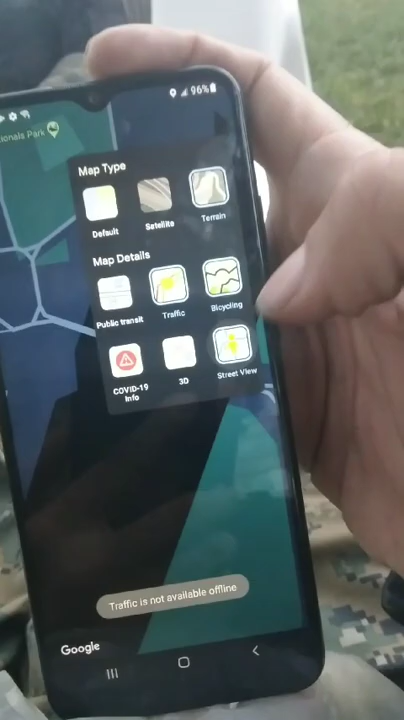 96%
ionals Park
Map Type
Default
Satellite
Terrain
Map Details
Public transit
Traffic
Bicycling
COVID-19
Info
3D
Street View
Traffic is not available offline
Google